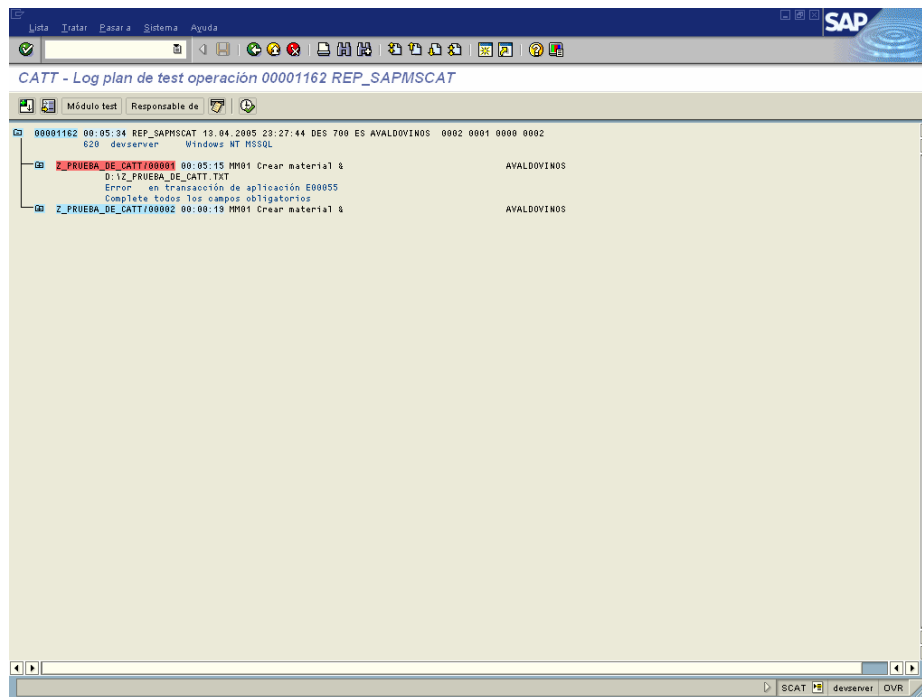 Lista Tratar Pasar a Sistema Ayuda
SAP
CATT - Log plan de test operación 00001162 REP_SAPMSCAT
Módulo test Responsable de
00001162 00:05:34 REP_SAPMSCAT 13.04.2005 23:27:44 DES 700 ES AVALDOVINOS 0002 0001 0000 0002
620 devserver Windows NT MSSQL
Z_PRUEBA_DE_CATT/00001 00:05:15 MM01 Crear material & AVALDOVINOS
D:\Z_PRUEBA_DE_CATT.TXT
Error en transacción de aplicación E00055
Complete todos los campos obligatorios
Z_PRUEBA_DE_CATT/00002 00:00:19 MM01 Crear material & AVALDOVINOS
SCAT devserver OVR